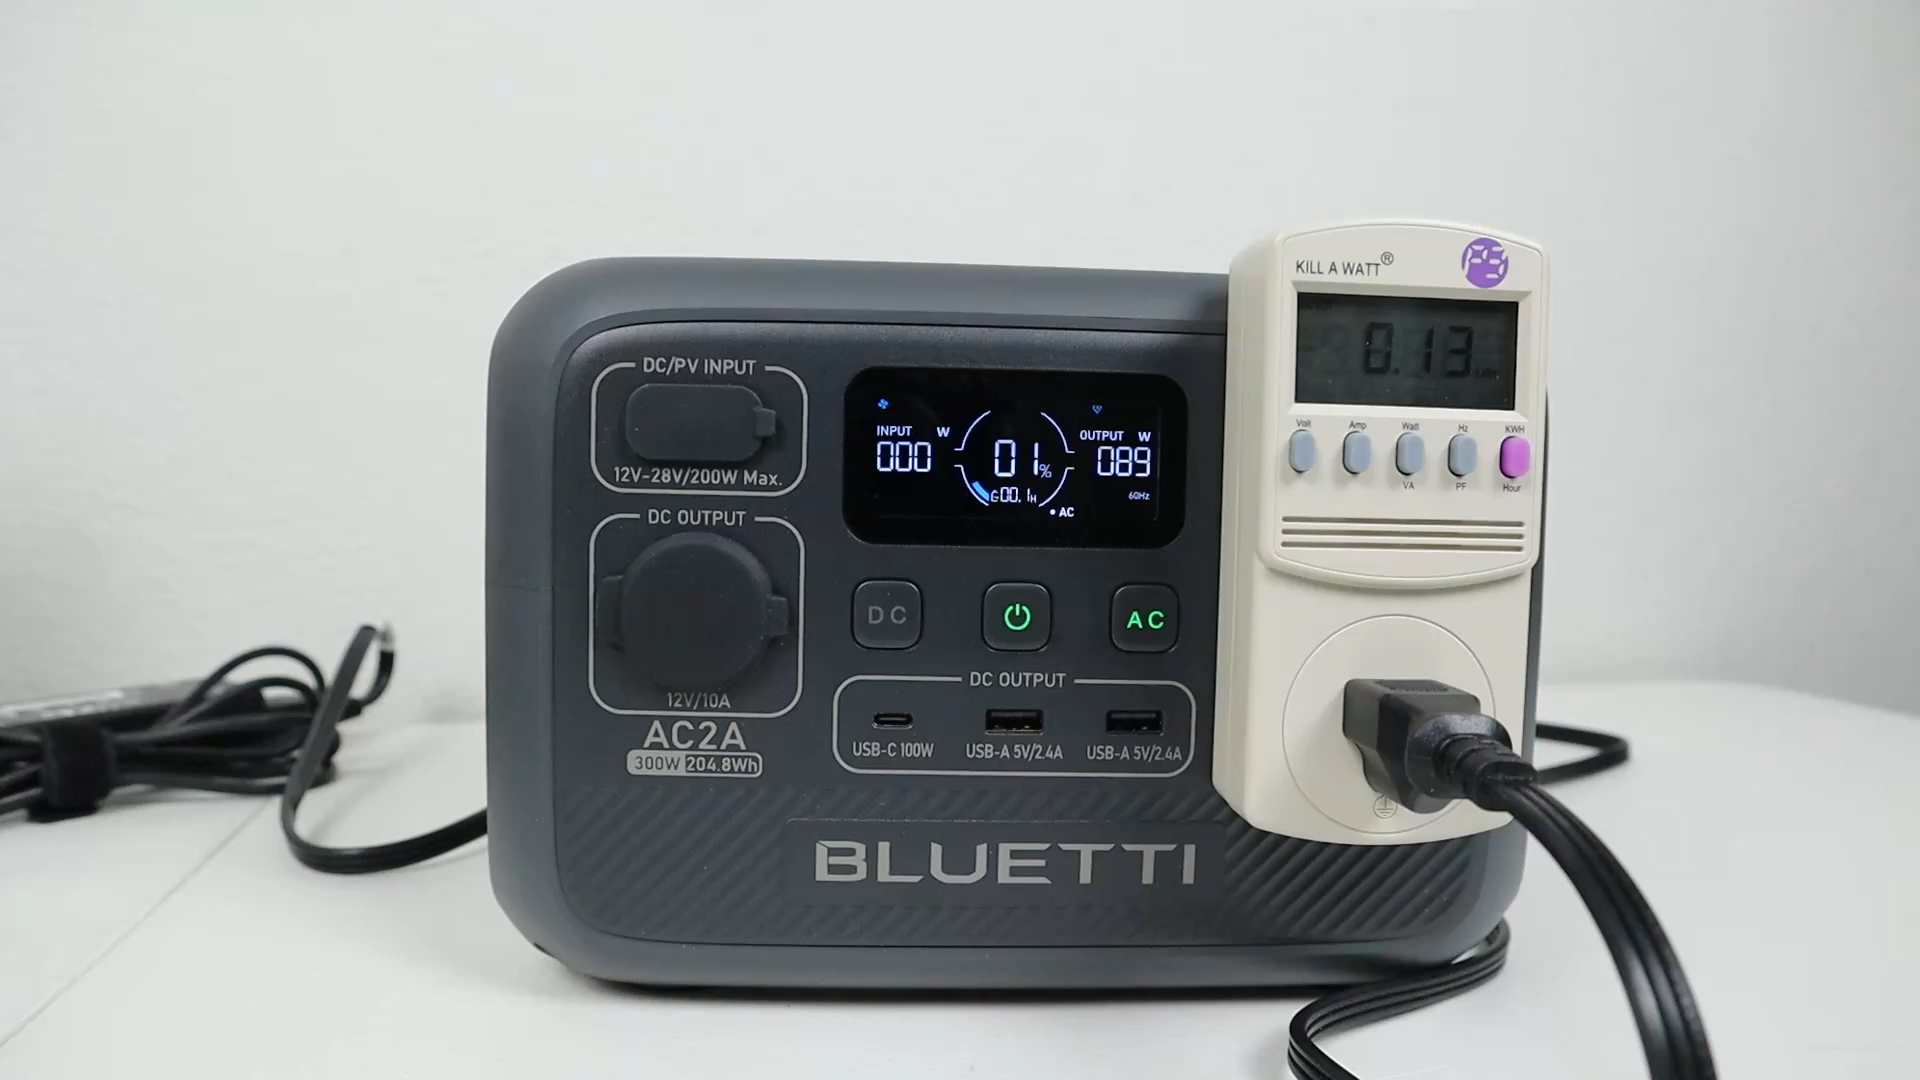 KILL A WATT®
0.13
Volt Amp Watt Hz KWH
VA PF Hour
DC/PV INPUT
12V-28V/200W Max.
INPUT W
000
01%
00.1H
OUTPUT W
089
60Hz
AC
DC OUTPUT
12V/10A
DC
AC
AC2A
300W 204.8Wh
DC OUTPUT
USB-C 100W USB-A 5V/2.4A USB-A 5V/2.4A
BLUETTI